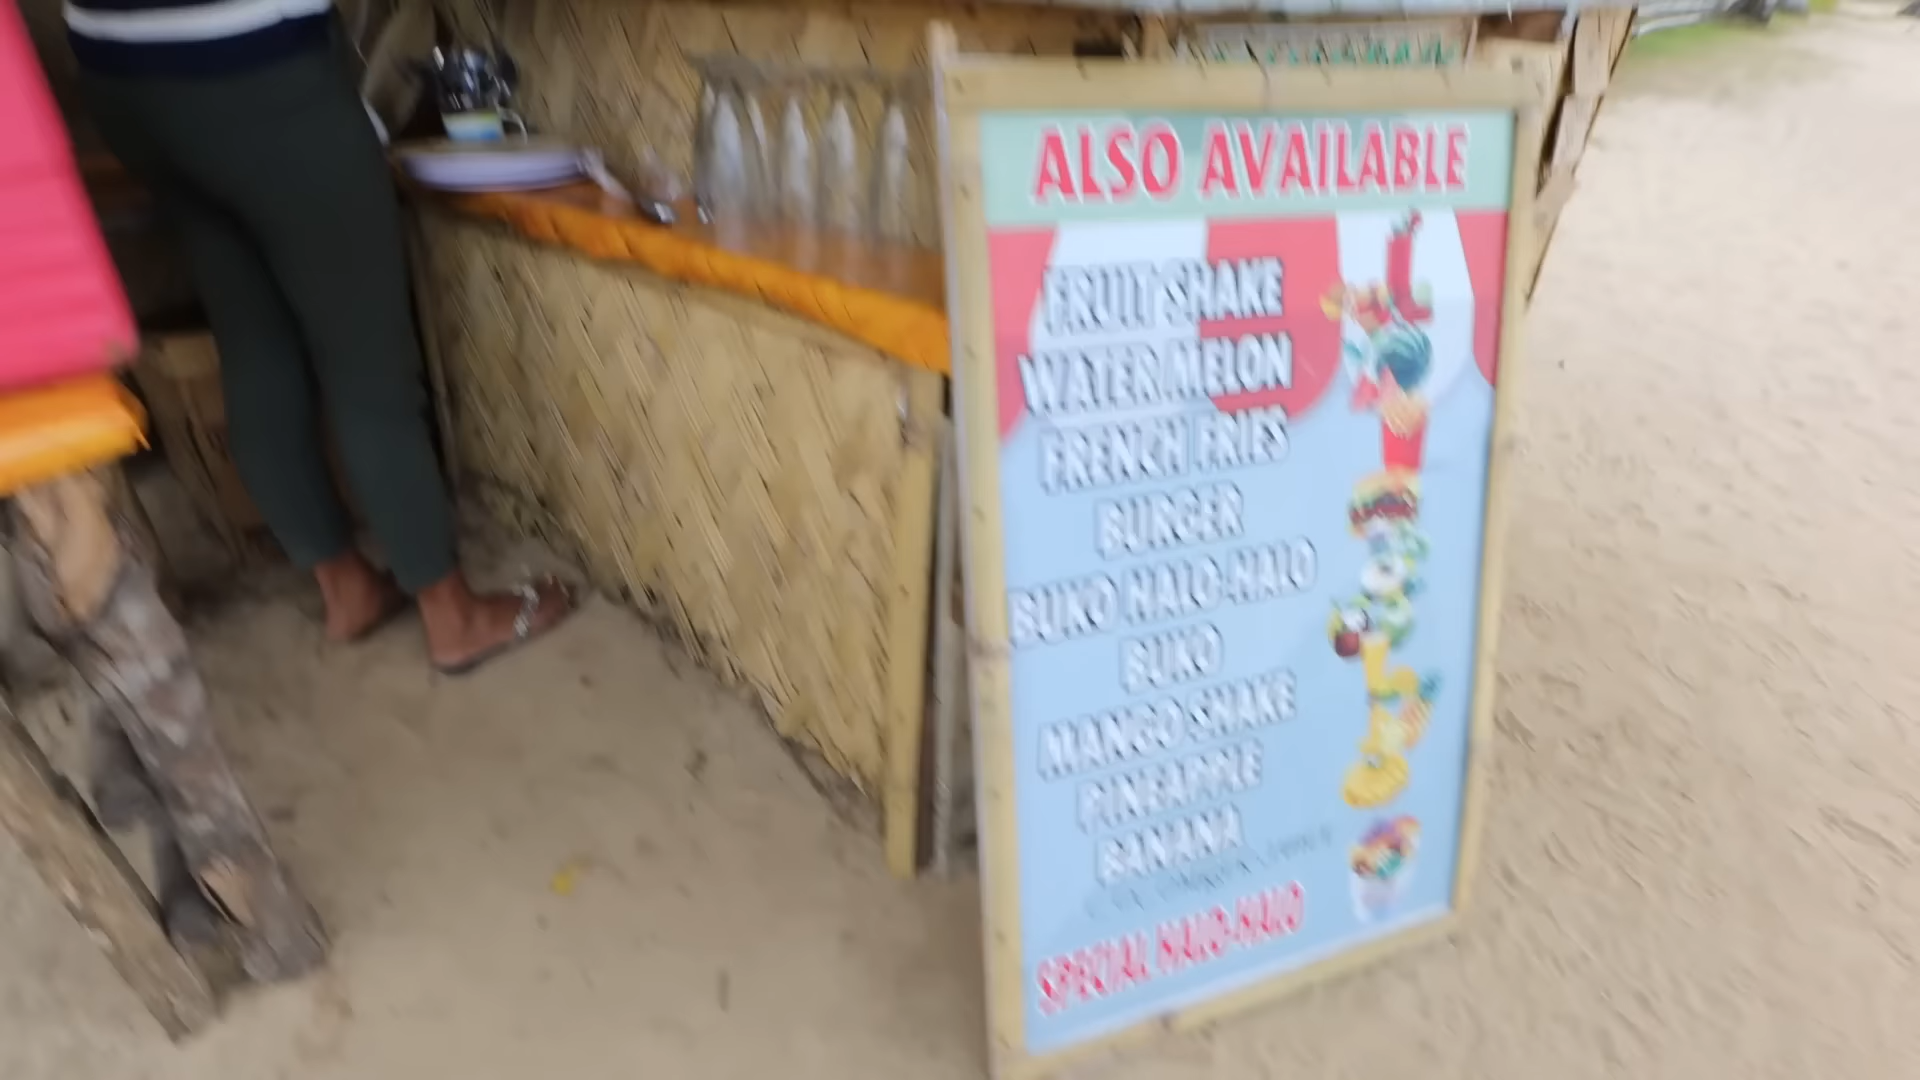 ALSO AVAILABLE
FRUIT SHAKE
WATER MELON
FRENCH FRIES
BURGER
BUKO HALO-HALO
BUKO
MANGO SHAKE
PINEAPPLE
BANANA
SPECIAL HALO-HALO